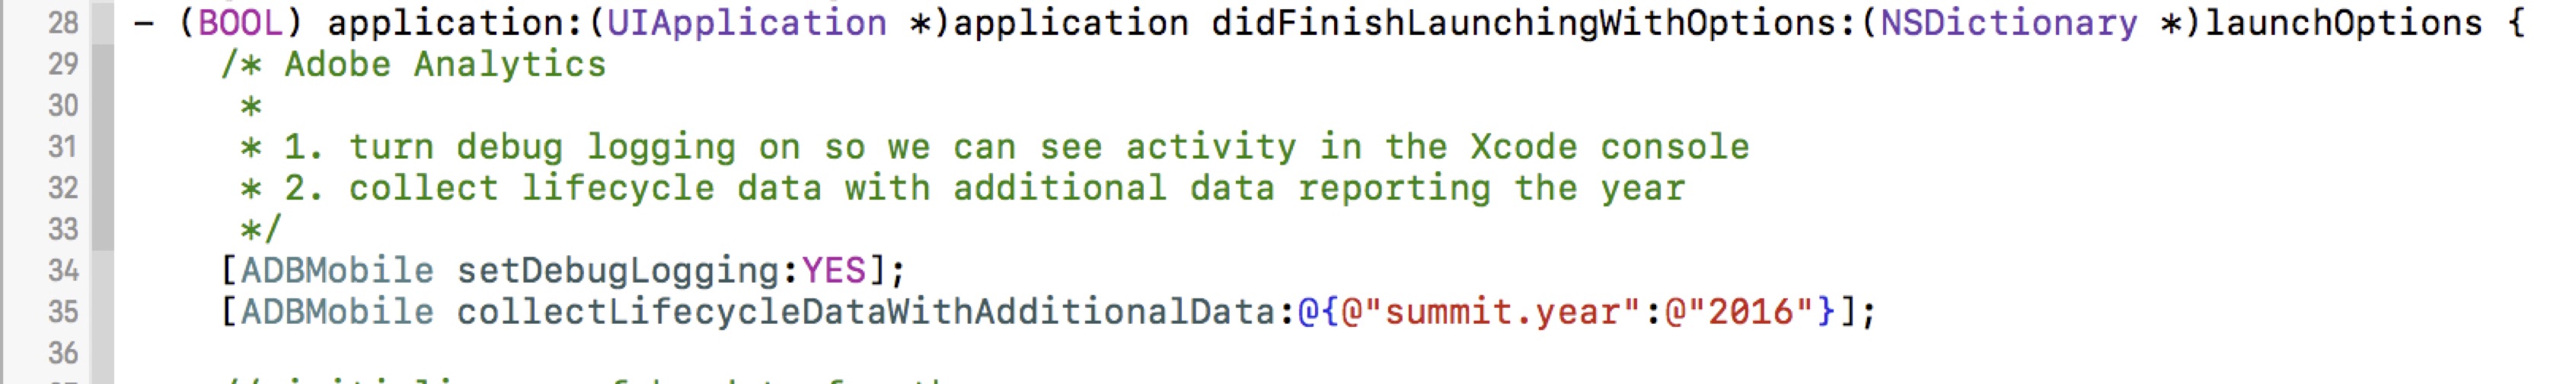 28 - (BOOL) application:(UIApplication *)application didFinishLaunchingWithOptions:(NSDictionary *)launchOptions {
29 /* Adobe Analytics
30 *
31 * 1. turn debug logging on so we can see activity in the Xcode console
32 * 2. collect lifecycle data with additional data reporting the year
33 */
34 [ADBMobile setDebugLogging:YES];
35 [ADBMobile collectLifecycleDataWithAdditionalData:@{@"summit.year":@"2016"}];
36